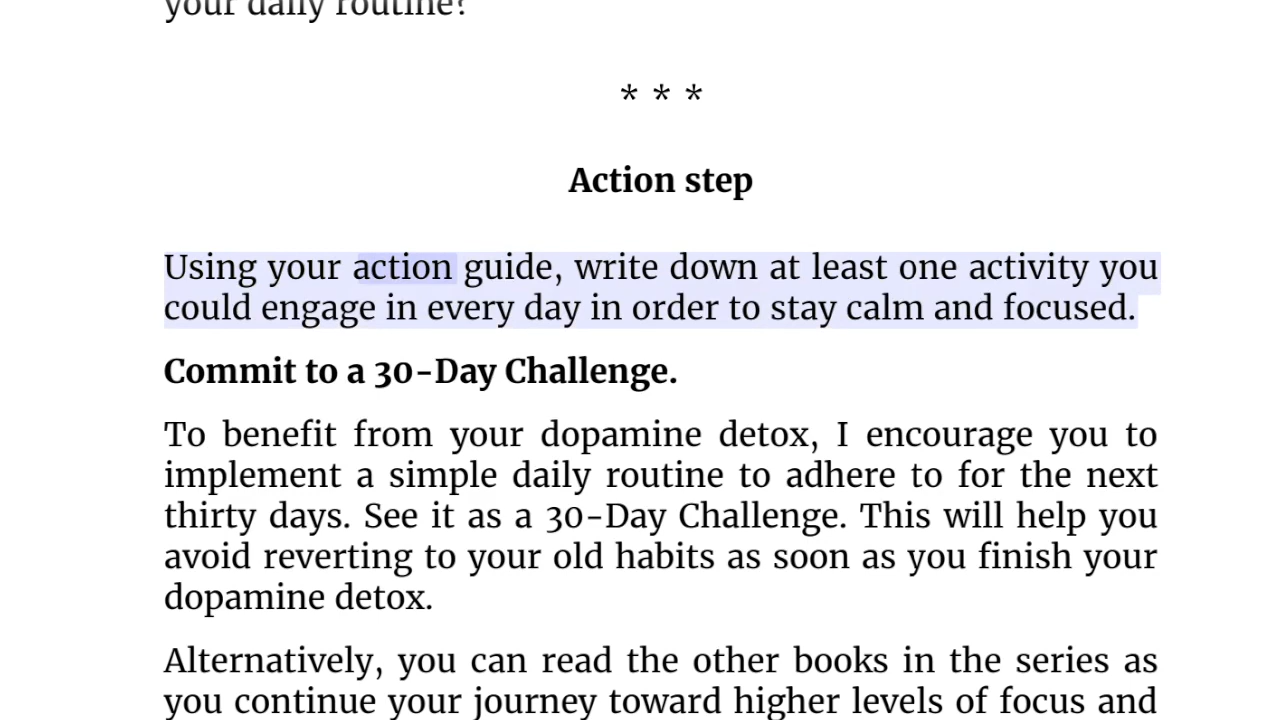 your daily routine?
* * *
Action step
Using your action guide, write down at least one activity you
could engage in every day in order to stay calm and focused.
Commit to a 30-Day Challenge.
To benefit from your dopamine detox, I encourage you to
implement a simple daily routine to adhere to for the next
thirty days. See it as a 30-Day Challenge. This will help you
avoid reverting to your old habits as soon as you finish your
dopamine detox.
Alternatively, you can read the other books in the series as
you continue your journey toward higher levels of focus and